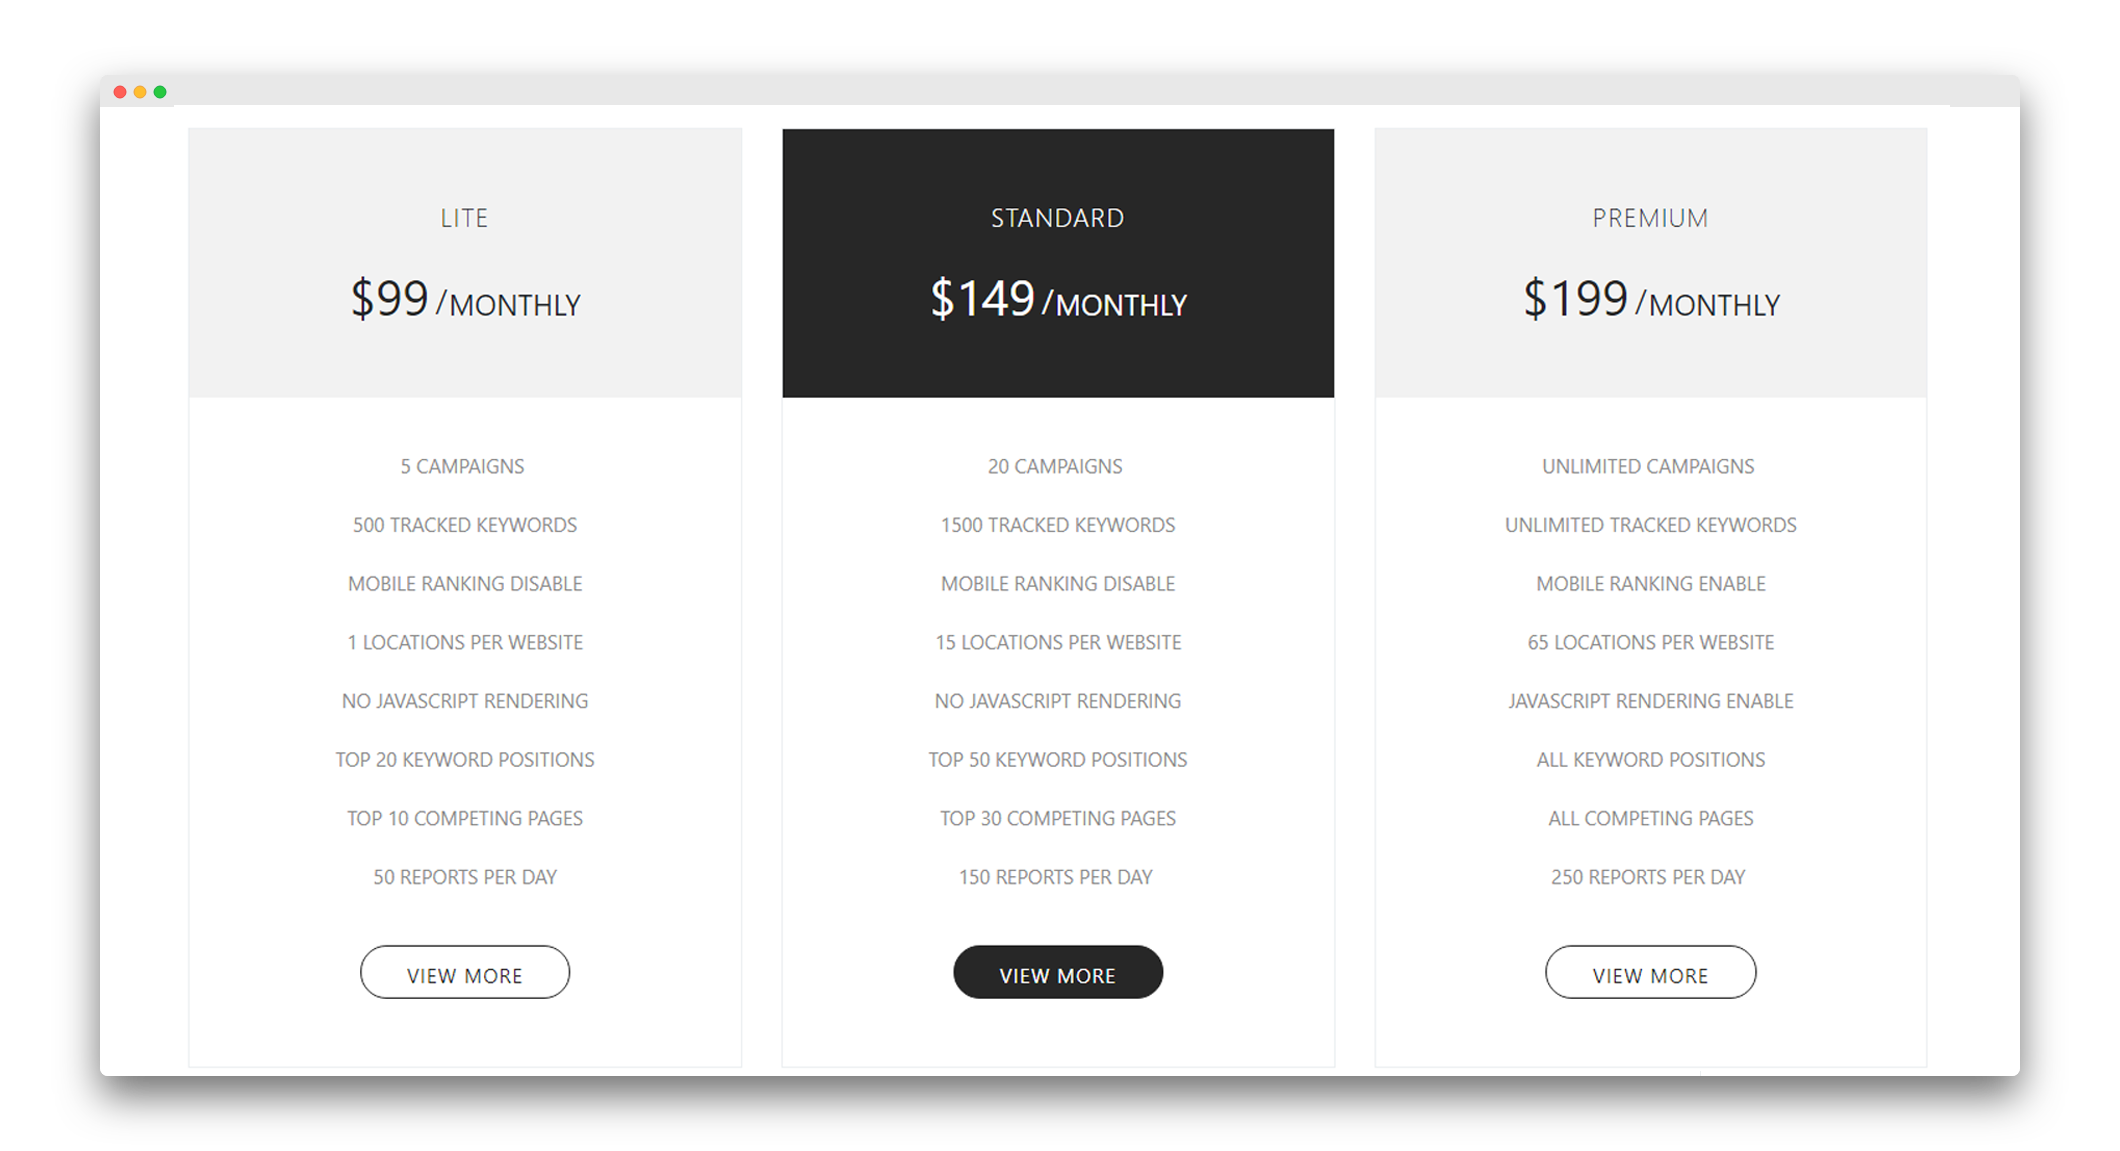 LITE
$99 /MONTHLY
5 CAMPAIGNS
500 TRACKED KEYWORDS
MOBILE RANKING DISABLE
1 LOCATIONS PER WEBSITE
NO JAVASCRIPT RENDERING
TOP 20 KEYWORD POSITIONS
TOP 10 COMPETING PAGES
50 REPORTS PER DAY
VIEW MORE
STANDARD
$149 /MONTHLY
20 CAMPAIGNS
1500 TRACKED KEYWORDS
MOBILE RANKING DISABLE
15 LOCATIONS PER WEBSITE
NO JAVASCRIPT RENDERING
TOP 50 KEYWORD POSITIONS
TOP 30 COMPETING PAGES
150 REPORTS PER DAY
VIEW MORE
PREMIUM
$199 /MONTHLY
UNLIMITED CAMPAIGNS
UNLIMITED TRACKED KEYWORDS
MOBILE RANKING ENABLE
65 LOCATIONS PER WEBSITE
JAVASCRIPT RENDERING ENABLE
ALL KEYWORD POSITIONS
ALL COMPETING PAGES
250 REPORTS PER DAY
VIEW MORE